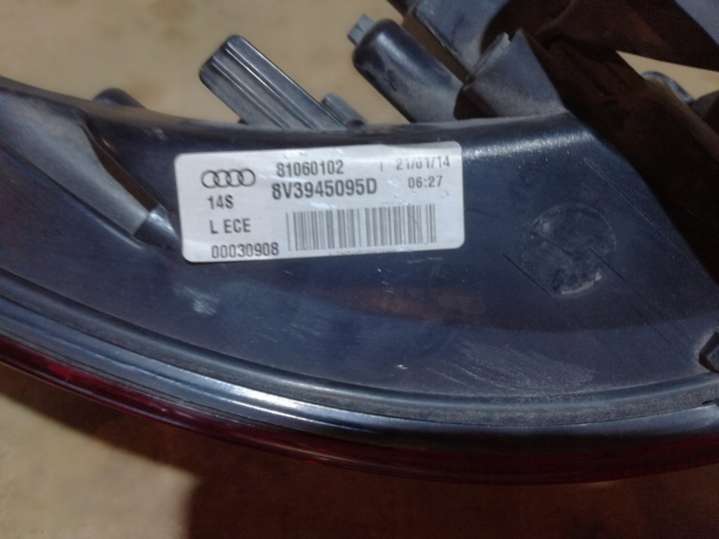 81060102 I 21/01/14
8V3945095D 06:27
14S
L ECE
00030908